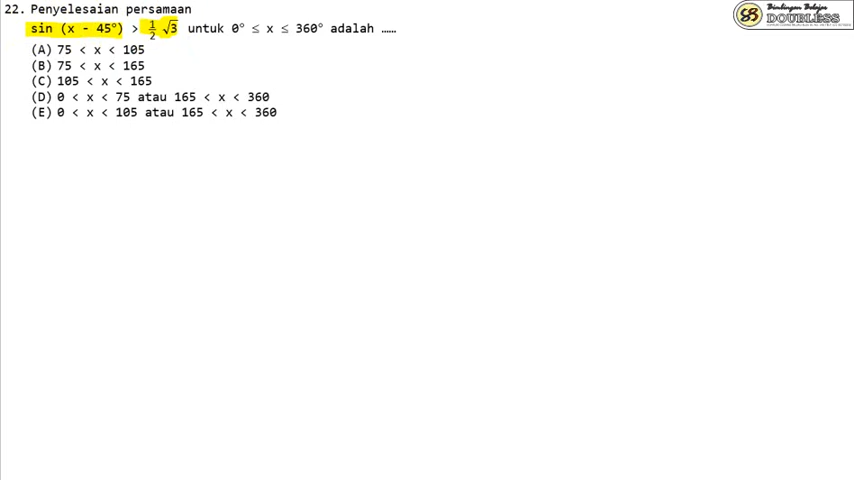 22. Penyelesaian persamaan
sin (x - 45°) > 1/2 √3 untuk 0° ≤ x ≤ 360° adalah ……
(A) 75 < x < 105
(B) 75 < x < 165
(C) 105 < x < 165
(D) 0 < x < 75 atau 165 < x < 360
(E) 0 < x < 105 atau 165 < x < 360
Bimbingan Belajar
DOUBLESS